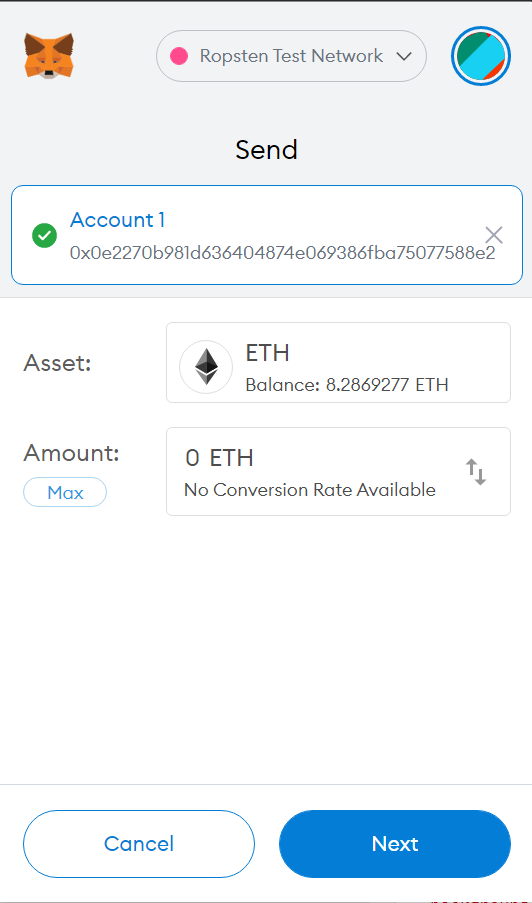 Ropsten Test Network
Send
Account 1
0x0e2270b981d636404874e069386fba75077588e2
Asset:
ETH
Balance: 8.2869277 ETH
Amount:
0 ETH
Max
No Conversion Rate Available
Cancel
Next